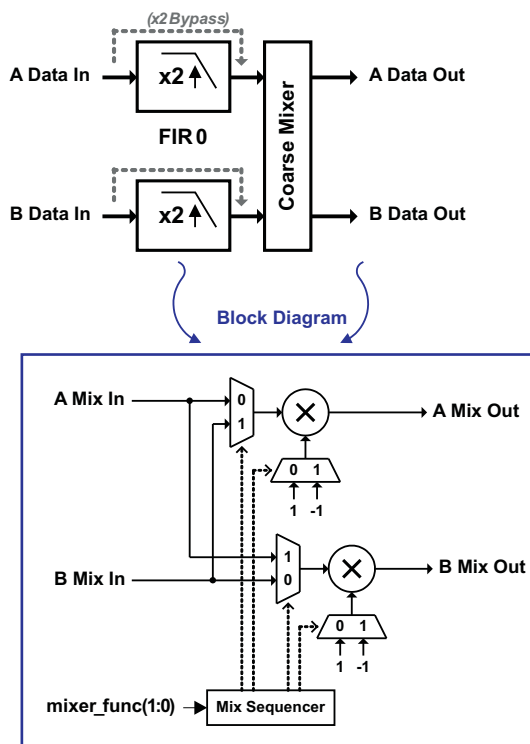 (x2 Bypass)
A Data In
x2
A Data Out
FIR 0
Coarse Mixer
B Data In
x2
B Data Out
Block Diagram
A Mix In
0
1
A Mix Out
0 1
1 -1
B Mix In
1
0
B Mix Out
0 1
1 -1
mixer_func(1:0)
Mix Sequencer